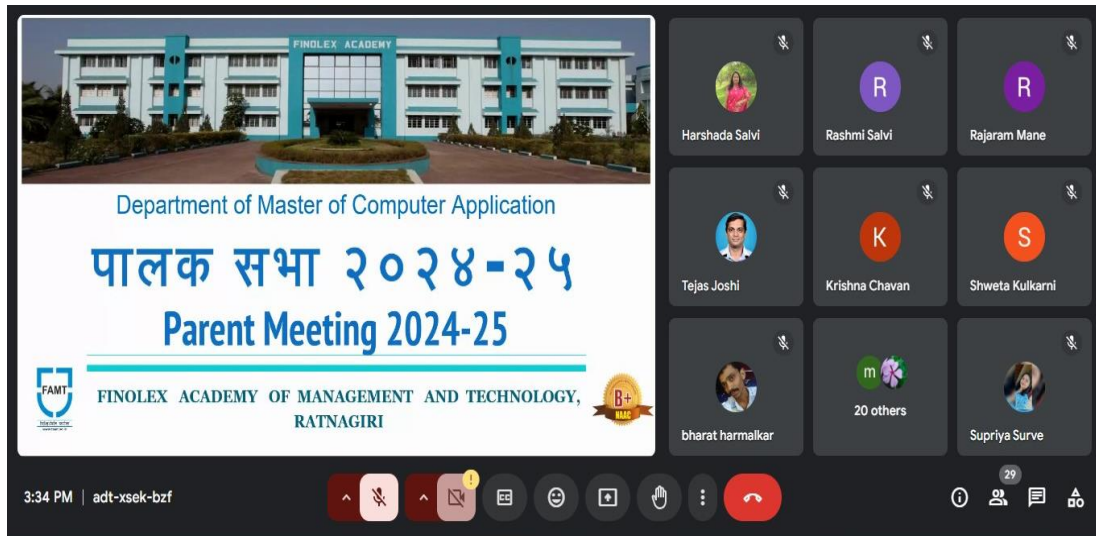 FINOLEX ACADEMY
Department of Master of Computer Application
पालक सभा २०२४-२५
Parent Meeting 2024-25
FAMT
FINOLEX ACADEMY OF MANAGEMENT AND TECHNOLOGY,
RATNAGIRI
B+
NAAC
Harshada Salvi
R
Rashmi Salvi
R
Rajaram Mane
Tejas Joshi
K
Krishna Chavan
S
Shweta Kulkarni
bharat harmalkar
m
20 others
Supriya Surve
3:34 PM | adt-xsek-bzf
!
CC
29